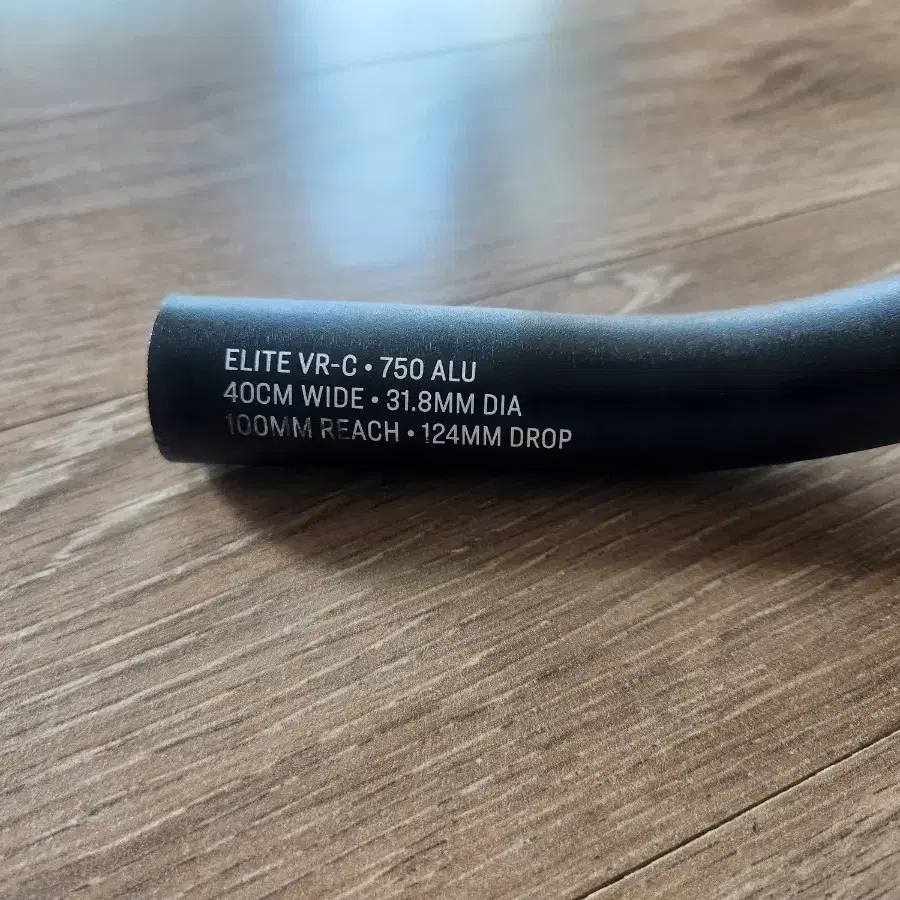 ELITE VR-C • 750 ALU
40CM WIDE • 31.8MM DIA
100MM REACH • 124MM DROP